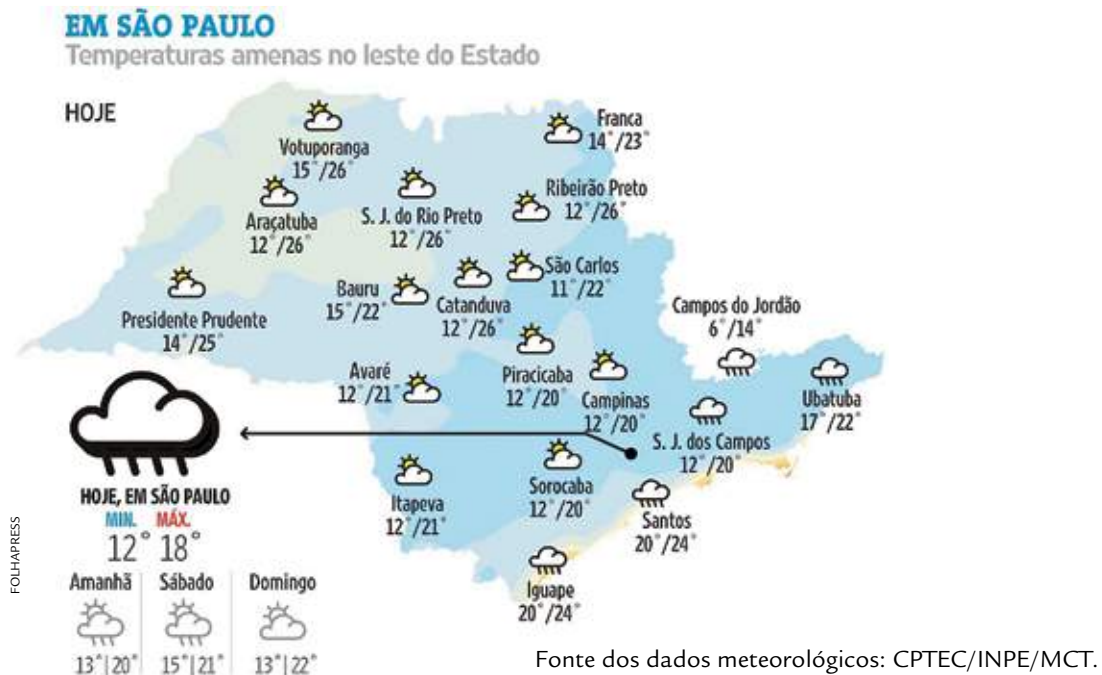 EM SÃO PAULO
Temperaturas amenas no leste do Estado
HOJE
Votuporanga
15°/26°
Franca
14°/23°
Araçatuba
12°/26°
S. J. do Rio Preto
12°/26°
Ribeirão Preto
12°/26°
Presidente Prudente
14°/25°
Bauru
15°/22°
Catanduva
12°/26°
São Carlos
11°/22°
Campos do Jordão
6°/14°
Avaré
12°/21°
Piracicaba
12°/20°
Campinas
12°/20°
Ubatuba
17°/22°
S. J. dos Campos
12°/20°
Itapeva
12°/21°
Sorocaba
12°/20°
Santos
20°/24°
Iguape
20°/24°
HOJE, EM SÃO PAULO
MIN. MÁX.
12° 18°
Amanhã
13°|20°
Sábado
15°|21°
Domingo
13°|22°
FOLHAPRESS
Fonte dos dados meteorológicos: CPTEC/INPE/MCT.